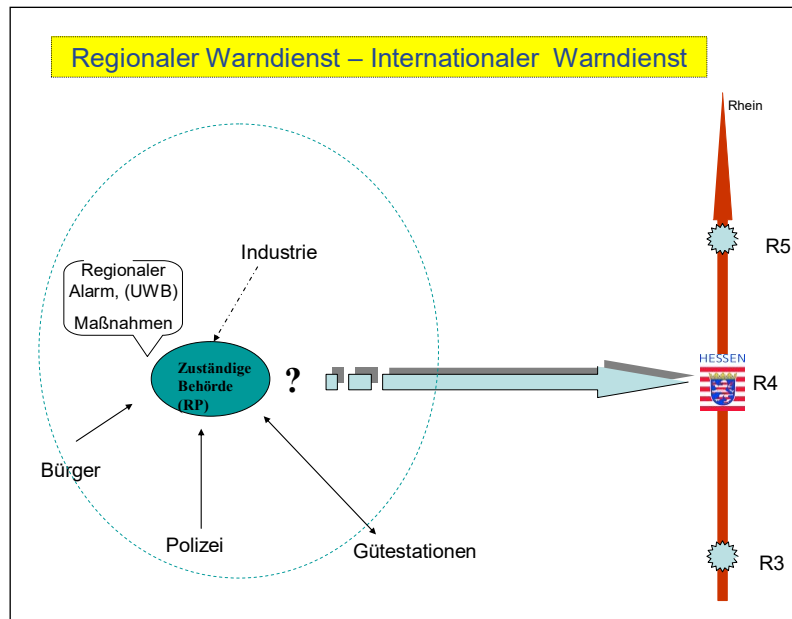 Regionaler Warndienst – Internationaler Warndienst
Rhein
R5
Industrie
Regionaler
Alarm, (UWB)
Maßnahmen
Zuständige
Behörde
(RP)
?
HESSEN
R4
Bürger
Polizei
Gütestationen
R3